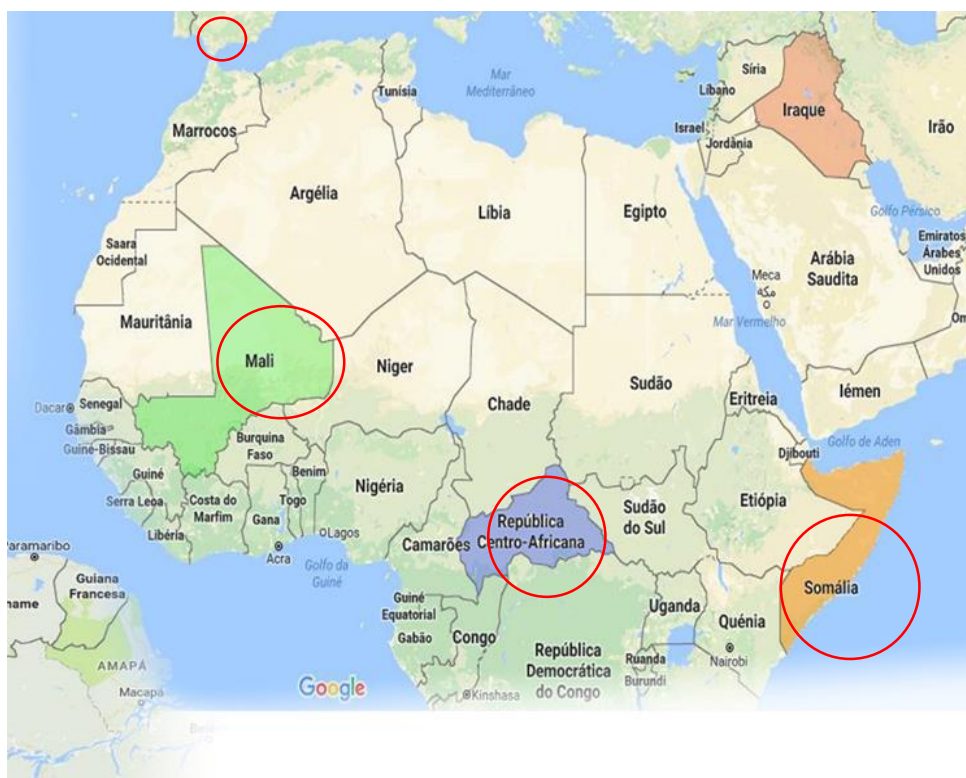 Mar
Mediterrâneo
Síria
Líbano
Iraque
Tunísia
Israel
Jordânia
Irão
Marrocos
Argélia
Líbia
Egipto
Golfo Pérsico
Saara
Ocidental
Emiratos
Árabes
Unidos
Arábia
Saudita
Meca
مكة
Mar Vermelho
Om
Mauritânia
Mali
Niger
Chade
Sudão
Eritreia
Iémen
Dacar
Senegal
Gâmbia
Guiné-Bissau
Burquina
Faso
Golfo de Aden
Djibouti
Guiné
Benim
Nigéria
Serra Leoa
Costa do
Marfim
Togo
Gana
Libéria
Lagos
Acra
Camarões
República
Centro-Africana
Sudão
do Sul
Etiópia
Somália
Golfo da
Guiné
Guiné
Equatorial
Gabão
Congo
Uganda
Quénia
Nairobi
República
Democrática
do Congo
Ruanda
Burundi
Kinshasa
aramaribo
name
Guiana
Francesa
AMAPÁ
Macapá
Google